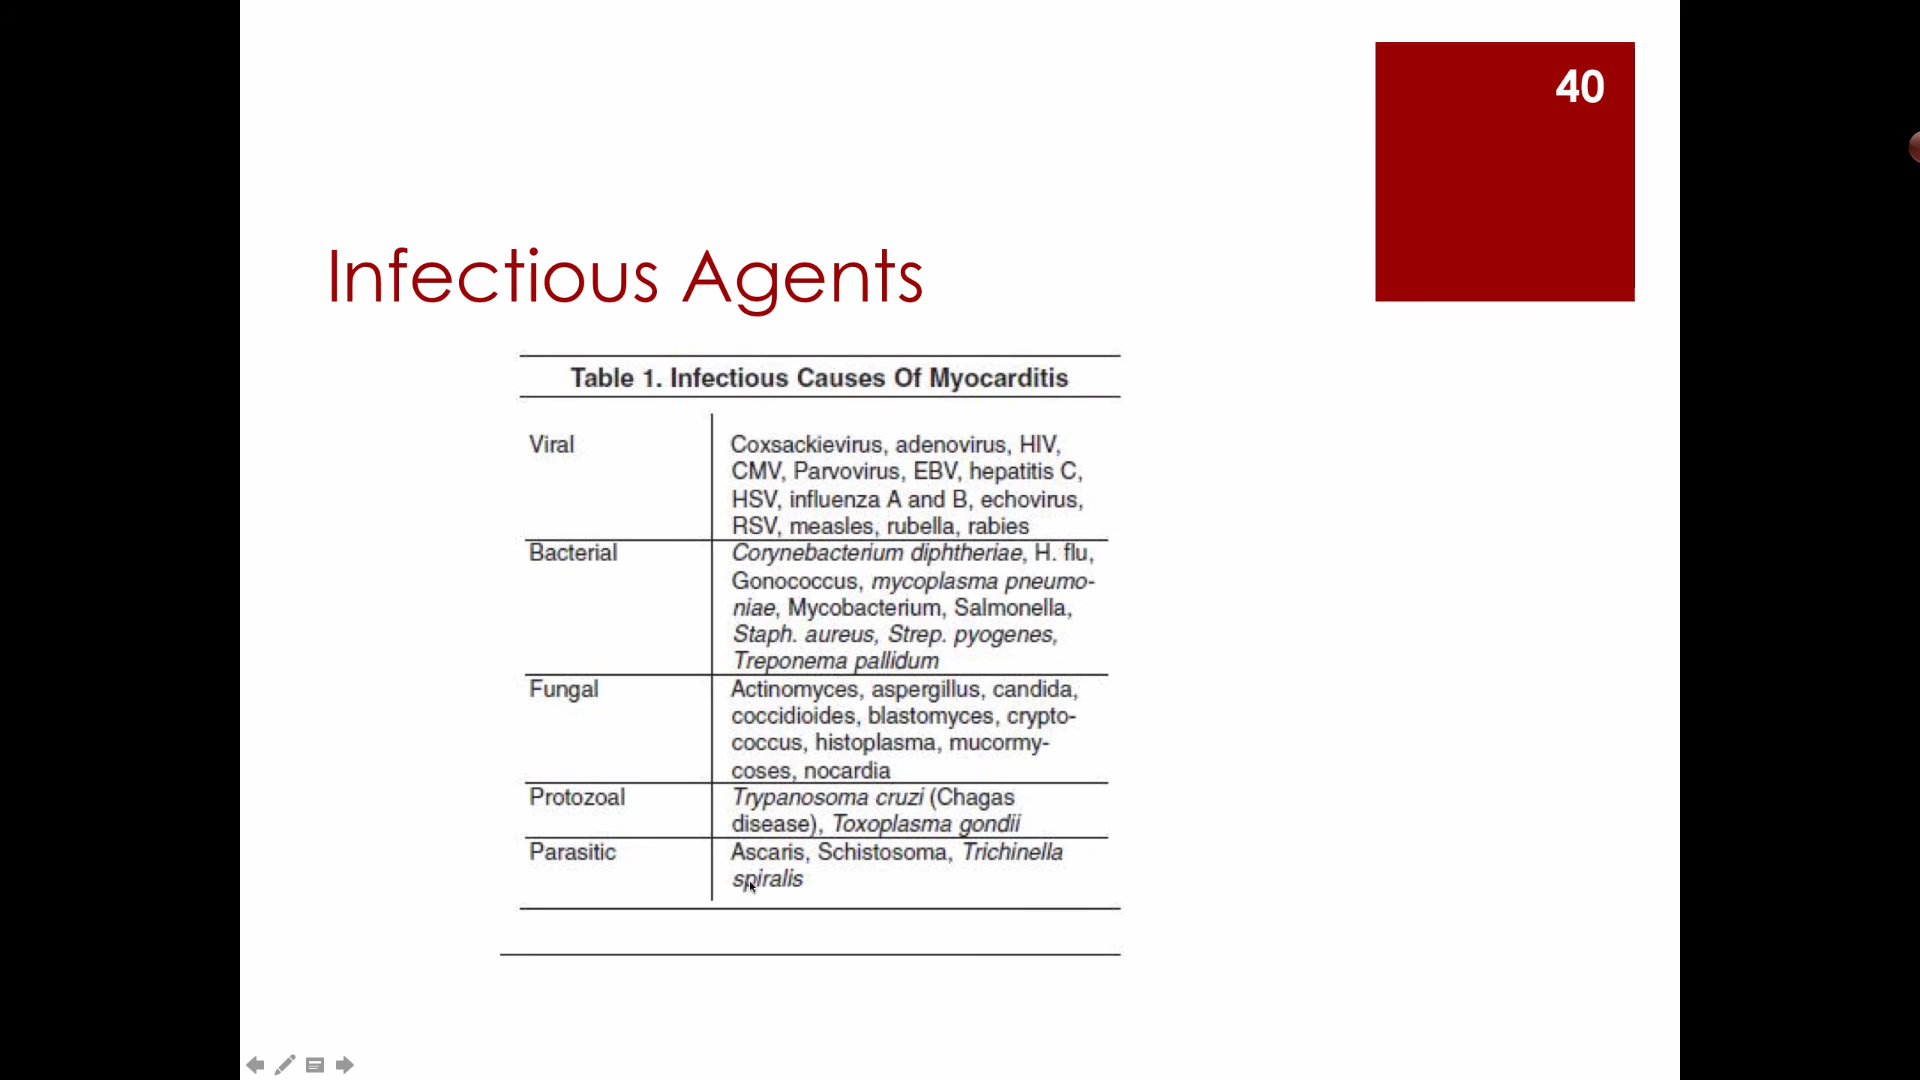 40
Infectious Agents
Table 1. Infectious Causes Of Myocarditis
Viral
Coxsackievirus, adenovirus, HIV,
CMV, Parvovirus, EBV, hepatitis C,
HSV, influenza A and B, echovirus,
RSV, measles, rubella, rabies
Bacterial
Corynebacterium diphtheriae, H. flu,
Gonococcus, mycoplasma pneumo-
niae, Mycobacterium, Salmonella,
Staph. aureus, Strep. pyogenes,
Treponema pallidum
Fungal
Actinomyces, aspergillus, candida,
coccidioides, blastomyces, crypto-
coccus, histoplasma, mucormy-
coses, nocardia
Protozoal
Trypanosoma cruzi (Chagas
disease), Toxoplasma gondii
Parasitic
Ascaris, Schistosoma, Trichinella
spiralis